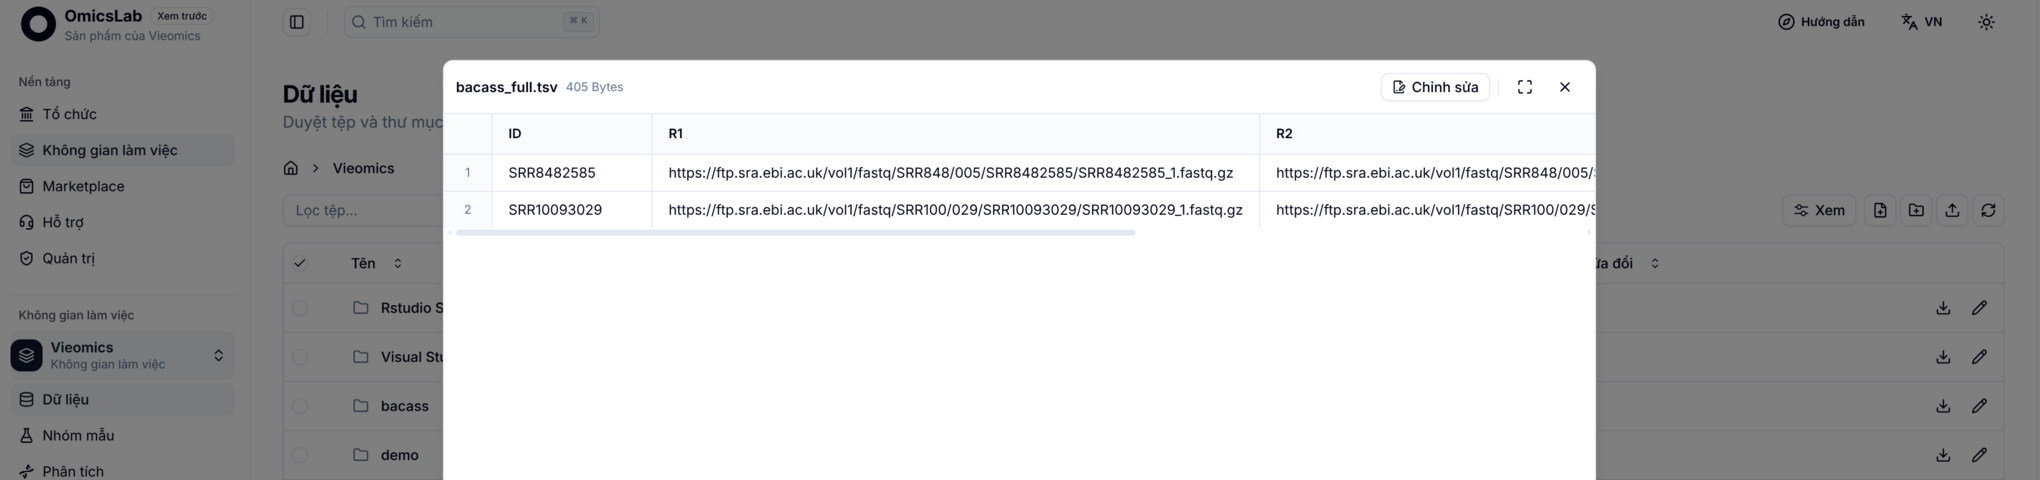 OmicsLab Xem trước
Sản phẩm của Vieomics
Tìm kiếm ⌘ K
Hướng dẫn
VN
Nền tảng
Tổ chức
Không gian làm việc
Marketplace
Hỗ trợ
Quản trị
Không gian làm việc
Vieomics
Không gian làm việc
Dữ liệu
Nhóm mẫu
Phân tích
Dữ liệu
Duyệt tệp và thư mục
Vieomics
Lọc tệp...
Xem
Tên
ửa đổi
Rstudio S
Visual Stu
bacass
demo
bacass_full.tsv 405 Bytes
Chỉnh sửa
ID R1 R2
1 SRR8482585 https://ftp.sra.ebi.ac.uk/vol1/fastq/SRR848/005/SRR8482585/SRR8482585_1.fastq.gz https://ftp.sra.ebi.ac.uk/vol1/fastq/SRR848/005/
2 SRR10093029 https://ftp.sra.ebi.ac.uk/vol1/fastq/SRR100/029/SRR10093029/SRR10093029_1.fastq.gz https://ftp.sra.ebi.ac.uk/vol1/fastq/SRR100/029/S